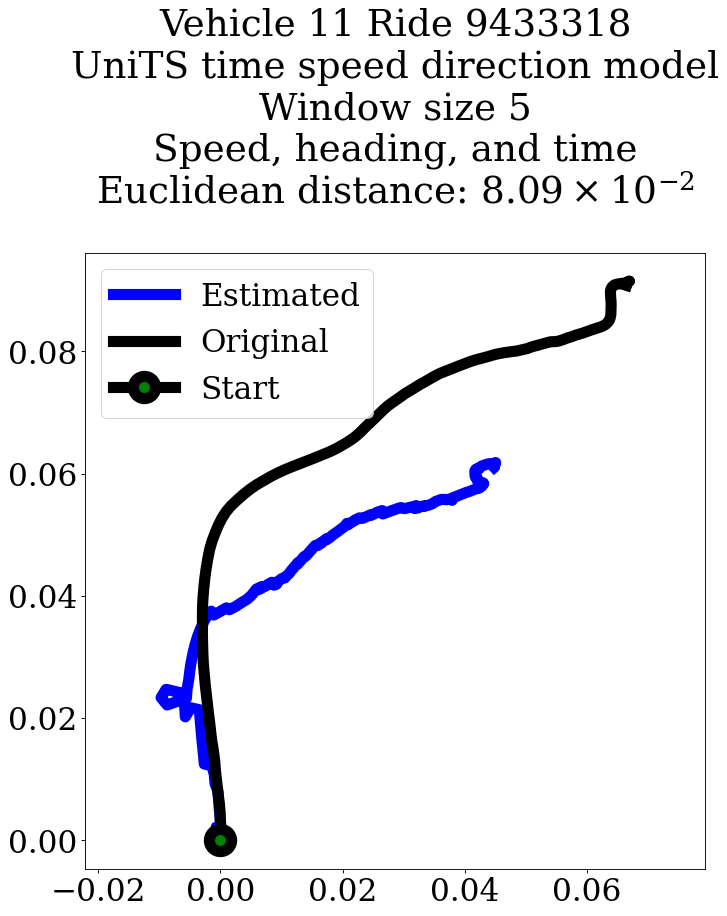 Vehicle 11 Ride 9433318
UniTS time speed direction model
Window size 5
Speed, heading, and time
Euclidean distance: 8.09 × 10⁻²
Estimated
Original
Start
0.08
0.06
0.04
0.02
0.00
−0.02 0.00 0.02 0.04 0.06